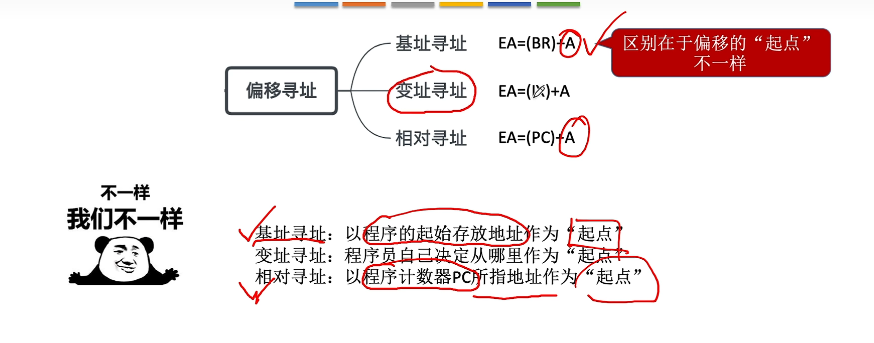 基址寻址 EA=(BR)+A
区别在于偏移的“起点”
不一样
偏移寻址
变址寻址 EA=(IX)+A
相对寻址 EA=(PC)+A
不一样
我们不一样
基址寻址：以程序的起始存放地址作为“起点”
变址寻址：程序员自己决定从哪里作为“起点”
相对寻址：以程序计数器PC所指地址作为“起点”